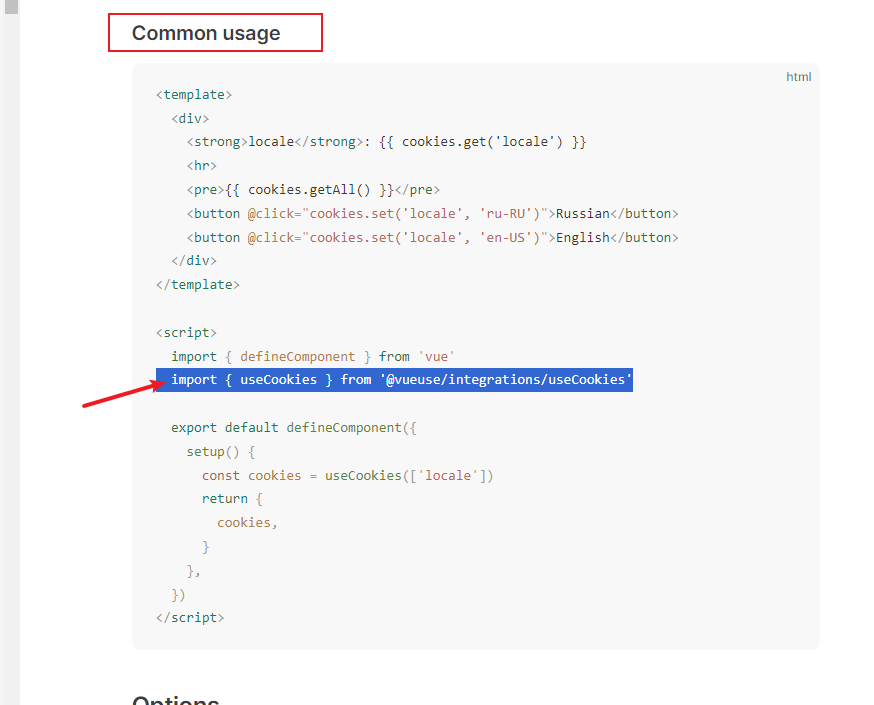 Common usage
html
<template>
  <div>
    <strong>locale</strong>: {{ cookies.get('locale') }}
    <hr>
    <pre>{{ cookies.getAll() }}</pre>
    <button @click="cookies.set('locale', 'ru-RU')">Russian</button>
    <button @click="cookies.set('locale', 'en-US')">English</button>
  </div>
</template>
<script>
  import { defineComponent } from 'vue'
  import { useCookies } from '@vueuse/integrations/useCookies'
  export default defineComponent({
    setup() {
      const cookies = useCookies(['locale'])
      return {
        cookies,
      }
    },
  })
</script>
Options